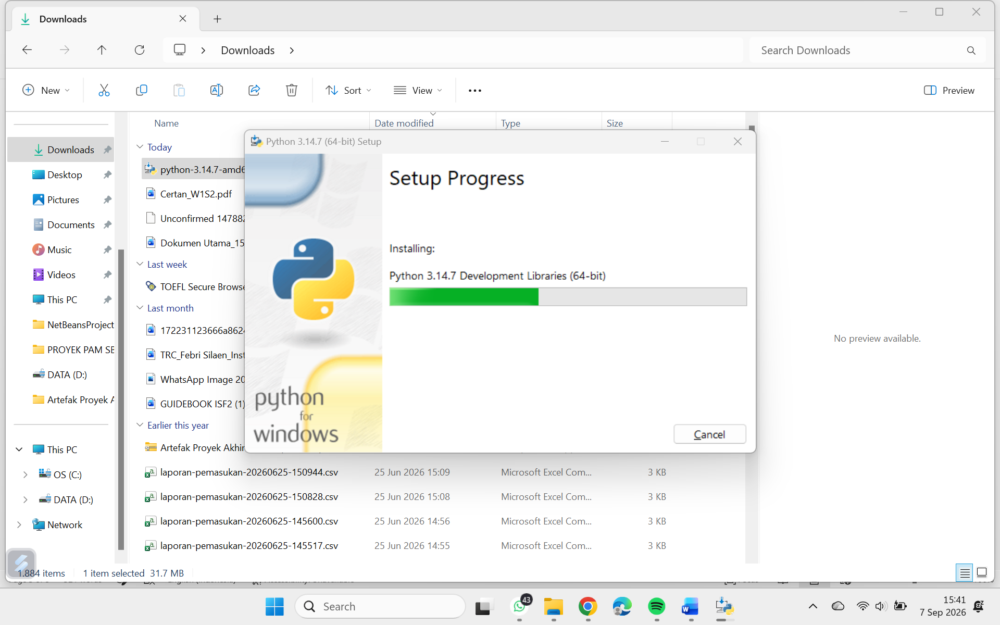 Downloads
Downloads
Search Downloads
New
Sort
View
Preview
Name
Date modified
Type
Size
Downloads
Desktop
Pictures
Documents
Music
Videos
This PC
NetBeansProject
PROYEK PAM SE
DATA (D:)
Artefak Proyek A
This PC
OS (C:)
DATA (D:)
Network
Today
python-3.14.7-amd6
Certan_W1S2.pdf
Unconfirmed 14788
Dokumen Utama_15
Last week
TOEFL Secure Browse
Last month
172231123666a862
TRC_Febri Silaen_Inst
WhatsApp Image 20
GUIDEBOOK ISF2 (1)
Earlier this year
Artefak Proyek Akhir
laporan-pemasukan-20260625-150944.csv 25 Jun 2026 15:09 Microsoft Excel Com... 3 KB
laporan-pemasukan-20260625-150828.csv 25 Jun 2026 15:08 Microsoft Excel Com... 3 KB
laporan-pemasukan-20260625-145600.csv 25 Jun 2026 14:56 Microsoft Excel Com... 3 KB
laporan-pemasukan-20260625-145517.csv 25 Jun 2026 14:55 Microsoft Excel Com... 3 KB
Python 3.14.7 (64-bit) Setup
Setup Progress
Installing:
Python 3.14.7 Development Libraries (64-bit)
python
for
windows
Cancel
No preview available.
1.884 items 1 item selected 31.7 MB
Search
43
15:41
7 Sep 2026